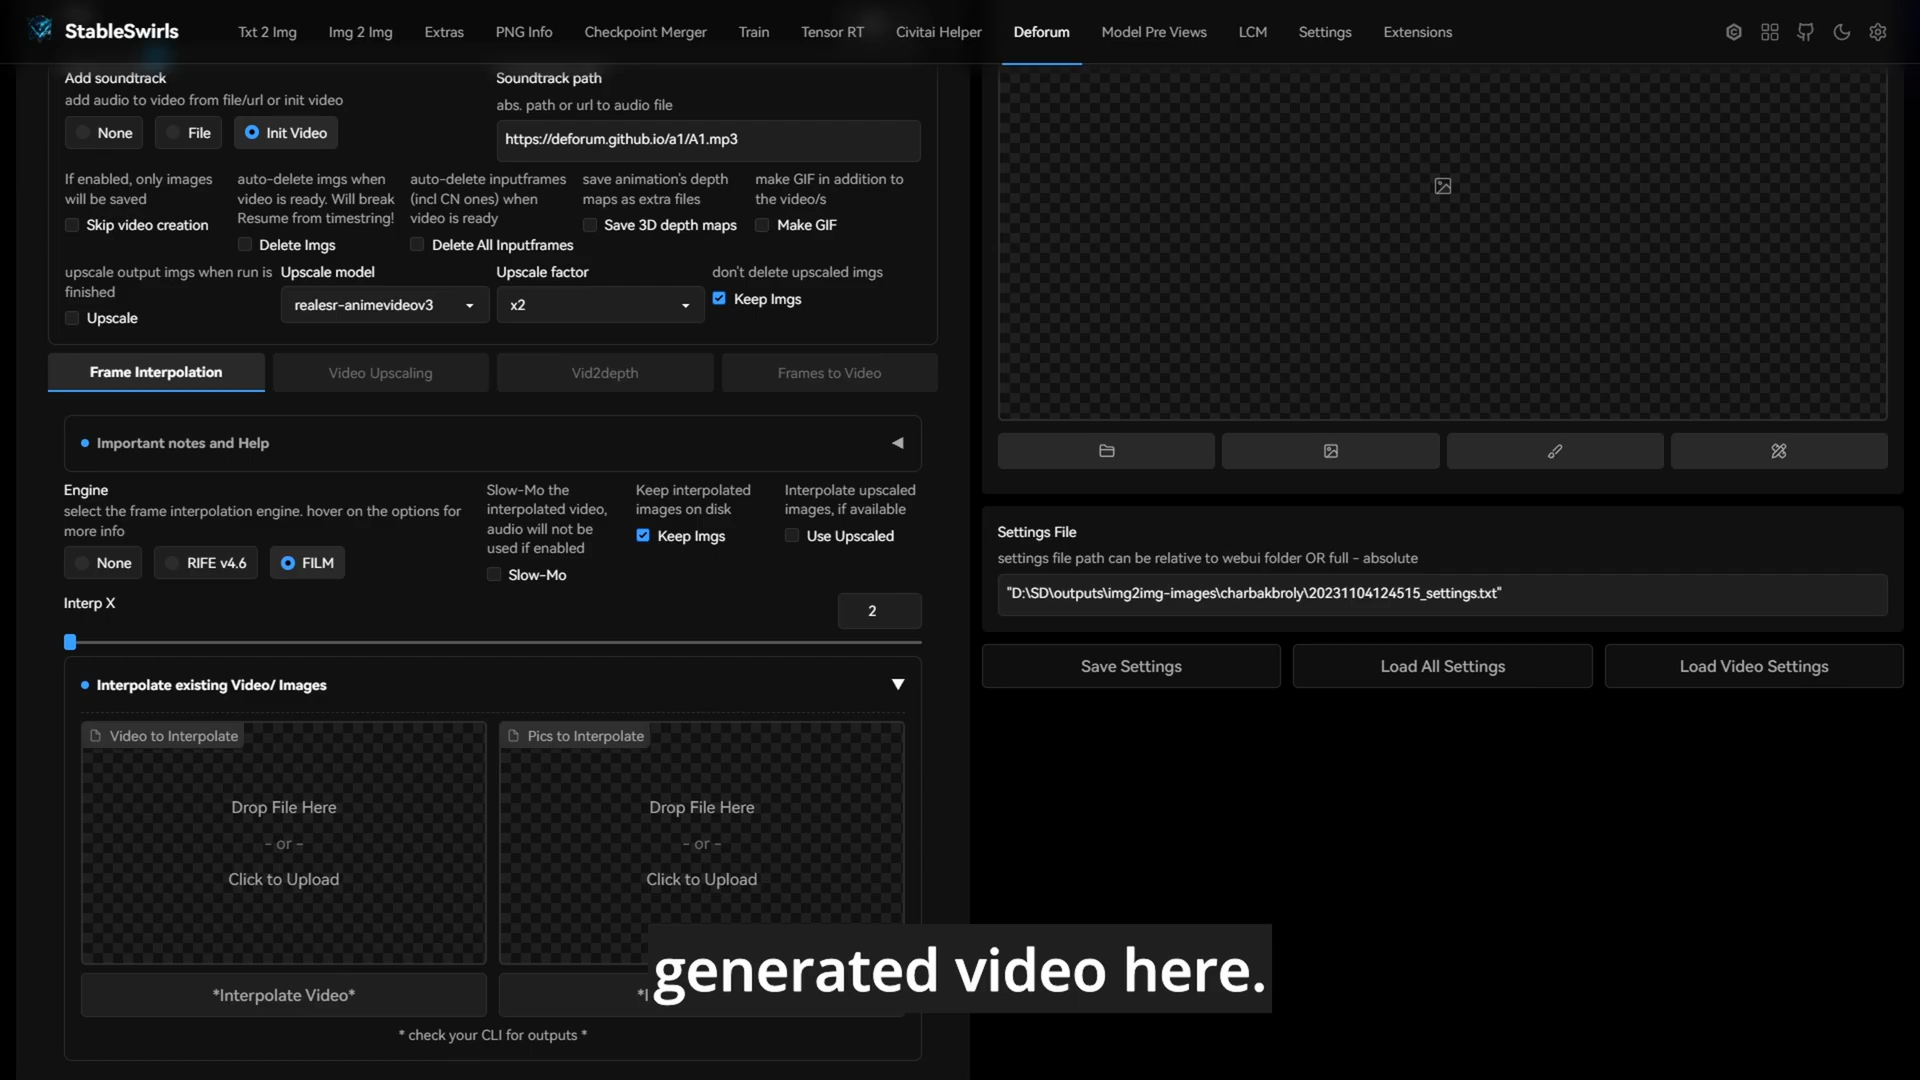 StableSwirls
Txt 2 Img
Img 2 Img
Extras
PNG Info
Checkpoint Merger
Train
Tensor RT
Civitai Helper
Deforum
Model Pre Views
LCM
Settings
Extensions
Add soundtrack
add audio to video from file/url or init video
None
File
Init Video
Soundtrack path
abs. path or url to audio file
https://deforum.github.io/a1/A1.mp3
If enabled, only images
will be saved
Skip video creation
auto-delete imgs when
video is ready. Will break
Resume from timestring!
Delete Imgs
auto-delete inputframes
(incl CN ones) when
video is ready
Delete All Inputframes
save animation's depth
maps as extra files
Save 3D depth maps
make GIF in addition to
the video/s
Make GIF
upscale output imgs when run is
finished
Upscale
Upscale model
realesr-animevideov3
Upscale factor
x2
don't delete upscaled imgs
Keep Imgs
Frame Interpolation
Video Upscaling
Vid2depth
Frames to Video
Important notes and Help
Engine
select the frame interpolation engine. hover on the options for
more info
None
RIFE v4.6
FILM
Slow-Mo the
interpolated video,
audio will not be
used if enabled
Slow-Mo
Keep interpolated
images on disk
Keep Imgs
Interpolate upscaled
images, if available
Use Upscaled
Interp X
2
Interpolate existing Video/ Images
Video to Interpolate
Drop File Here
- or -
Click to Upload
Pics to Interpolate
Drop File Here
- or -
Click to Upload
*Interpolate Video*
* check your CLI for outputs *
Settings File
settings file path can be relative to webui folder OR full - absolute
"D:\SD\outputs\img2img-images\charbakbroly\20231104124515_settings.txt"
Save Settings
Load All Settings
Load Video Settings
generated video here.